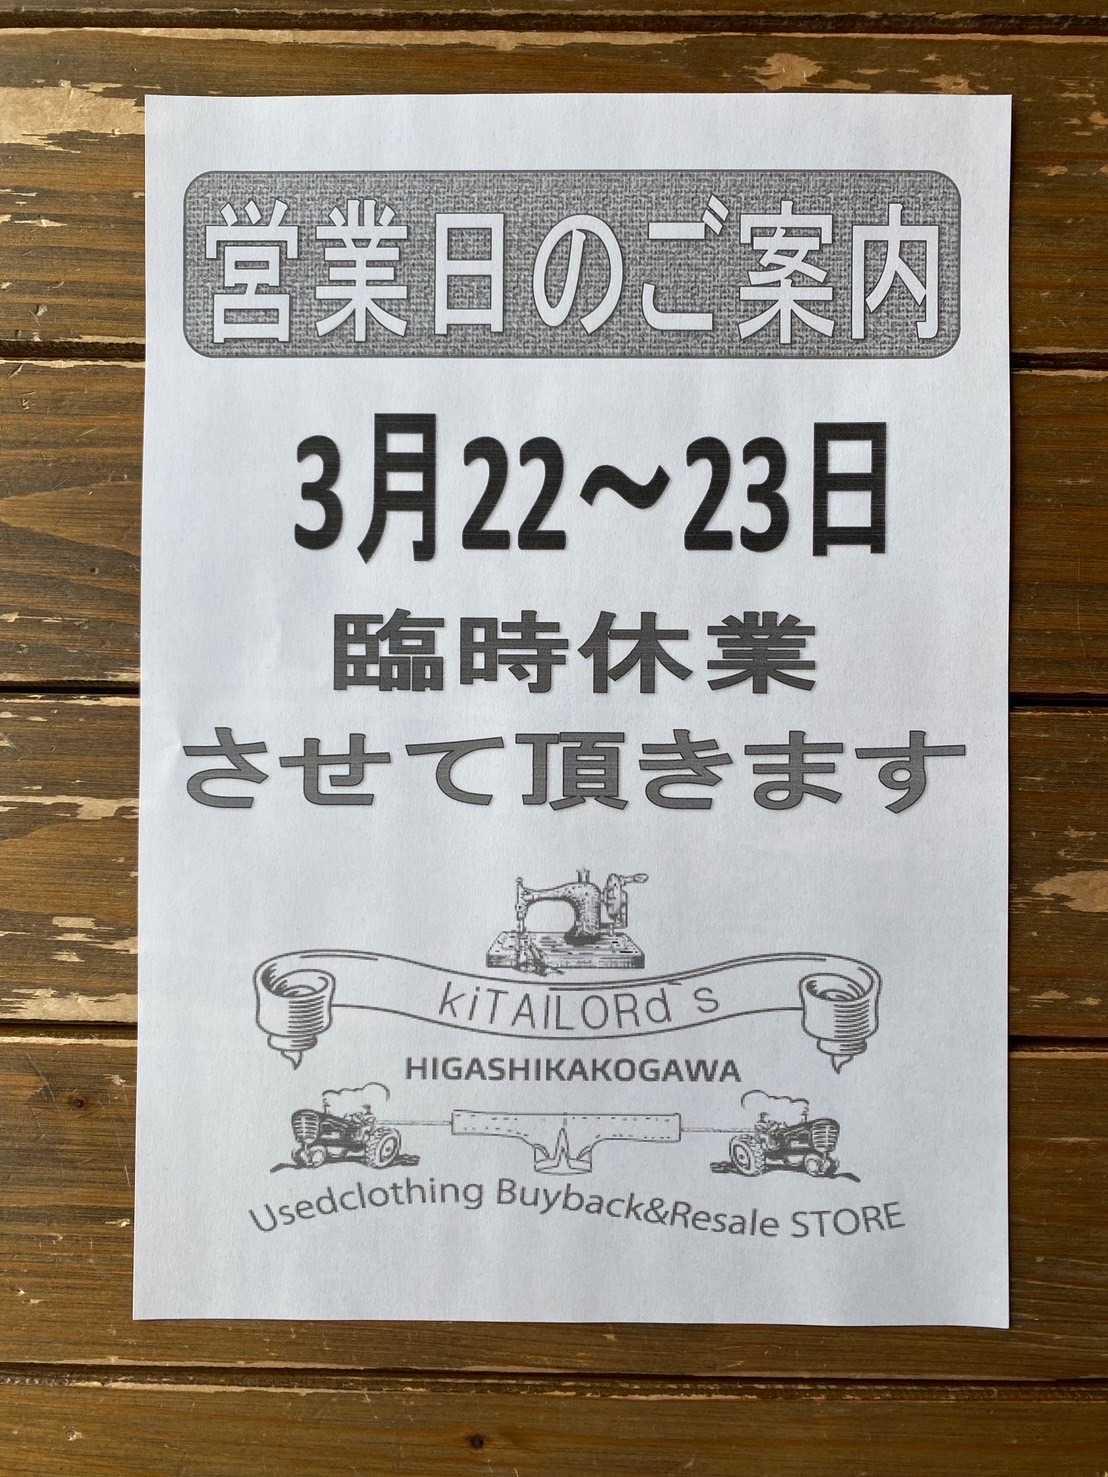 営業日のご案内
3月22～23日
臨時休業
させて頂きます
kiTAILORd`s
HIGASHIKAKOGAWA
Usedclothing Buyback&Resale STORE